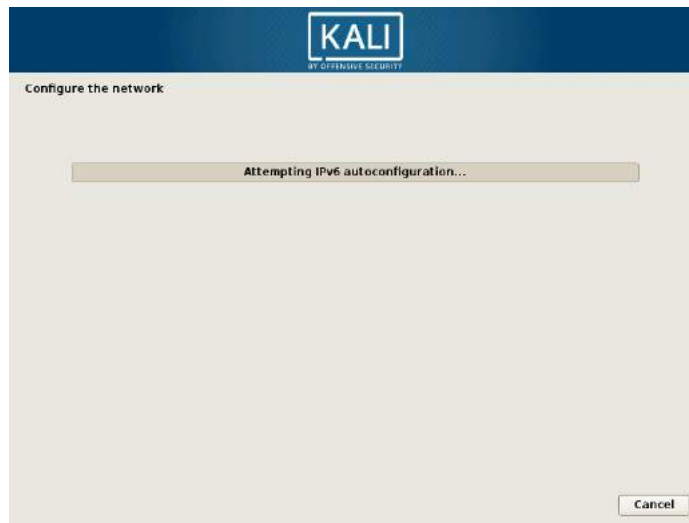 KALI
BY OFFENSIVE SECURITY
Configure the network
Attempting IPv6 autoconfiguration...
Cancel